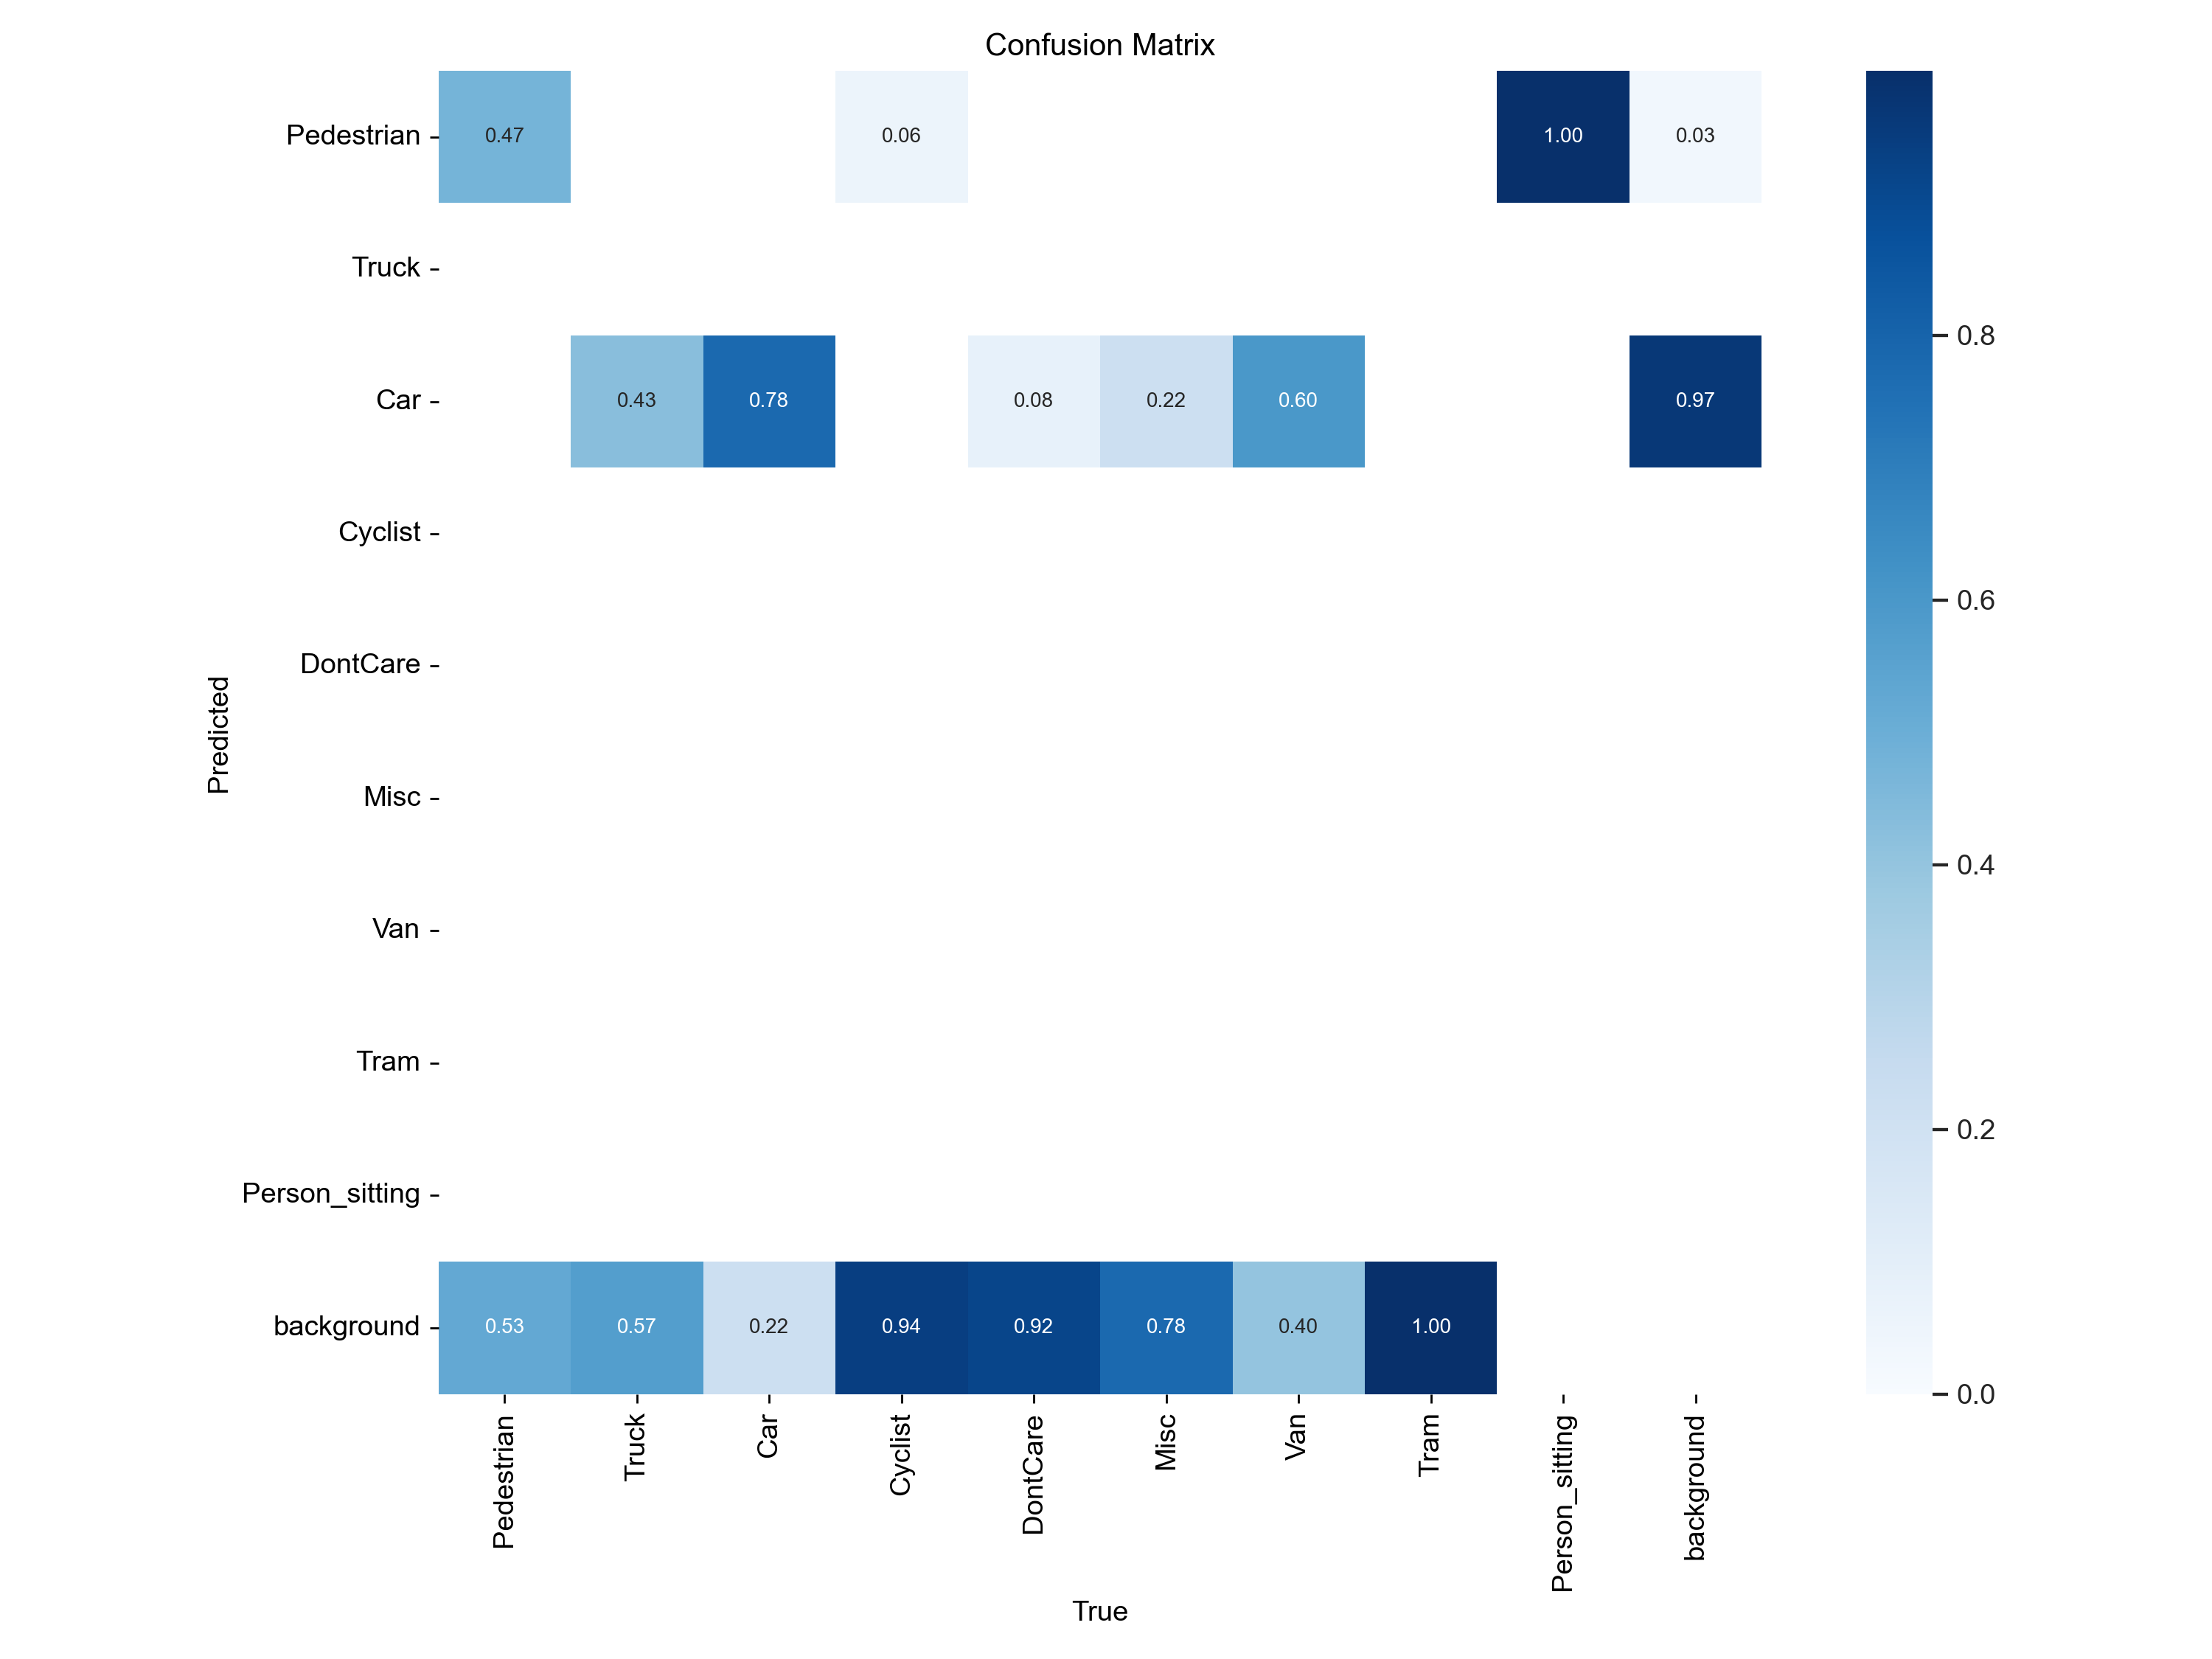 Confusion Matrix
Pedestrian 0.47 0.06 1.00 0.03
Truck
Car 0.43 0.78 0.08 0.22 0.60 0.97
Cyclist
DontCare
Misc
Van
Tram
Person_sitting
background 0.53 0.57 0.22 0.94 0.92 0.78 0.40 1.00
Predicted
Pedestrian Truck Car Cyclist DontCare Misc Van Tram Person_sitting background
True
0.8
0.6
0.4
0.2
0.0